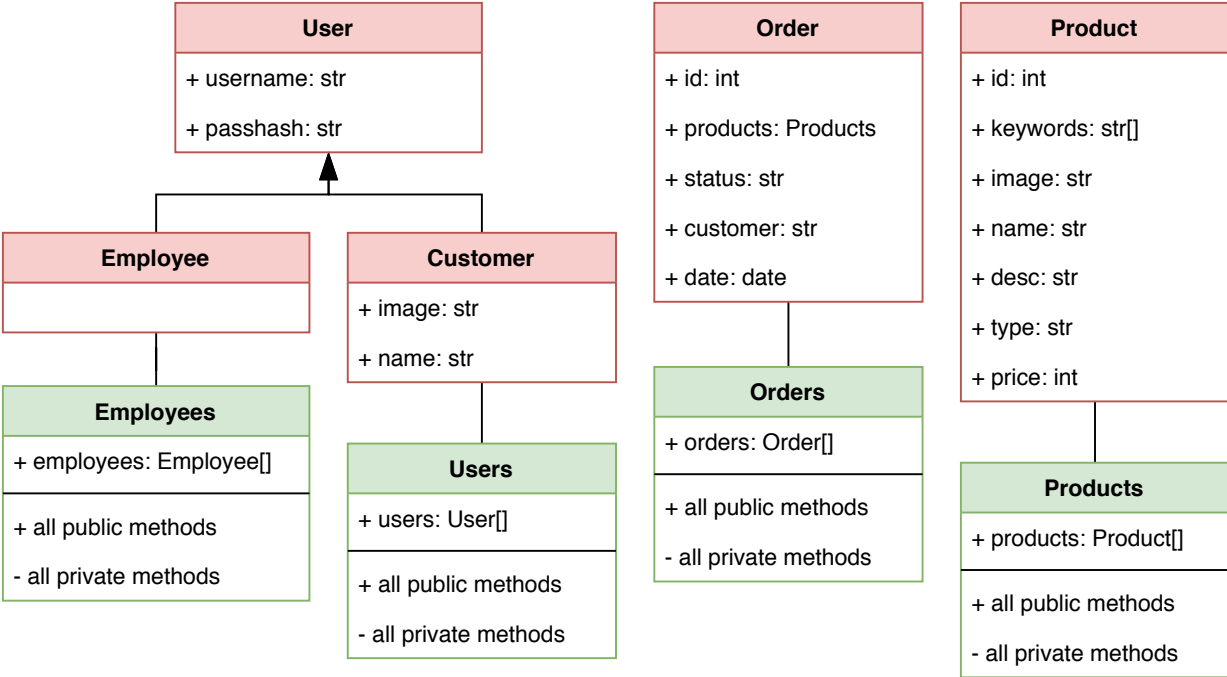 User
+ username: str
+ passhash: str
Employee
Customer
+ image: str
+ name: str
Employees
+ employees: Employee[]
+ all public methods
- all private methods
Users
+ users: User[]
+ all public methods
- all private methods
Order
+ id: int
+ products: Products
+ status: str
+ customer: str
+ date: date
Orders
+ orders: Order[]
+ all public methods
- all private methods
Product
+ id: int
+ keywords: str[]
+ image: str
+ name: str
+ desc: str
+ type: str
+ price: int
Products
+ products: Product[]
+ all public methods
- all private methods